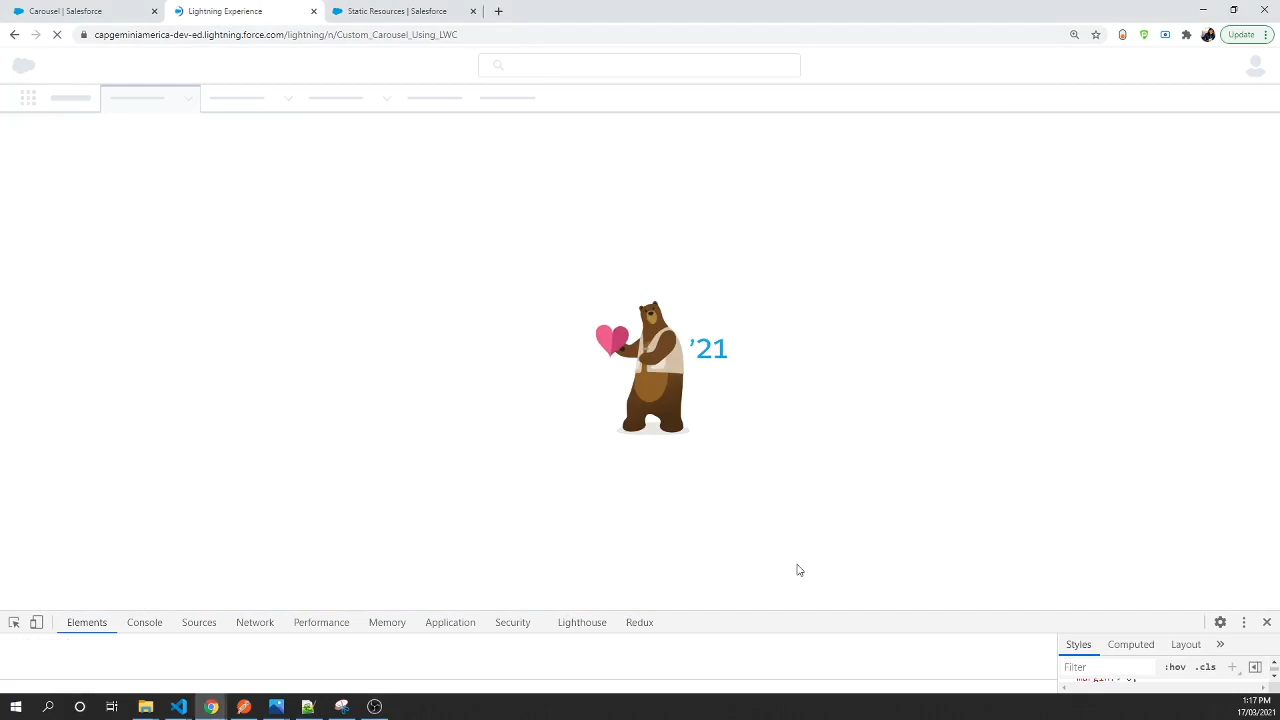 Carousel | Salesforce
Lightning Experience
Static Resources | Salesforce
capgeminiamerica-dev-ed.lightning.force.com/lightning/n/Custom_Carousel_Using_LWC
Update
’21
Elements
Console
Sources
Network
Performance
Memory
Application
Security
Lighthouse
Redux
Styles
Computed
Layout
Filter
:hov
.cls
1:17 PM
17/03/2021